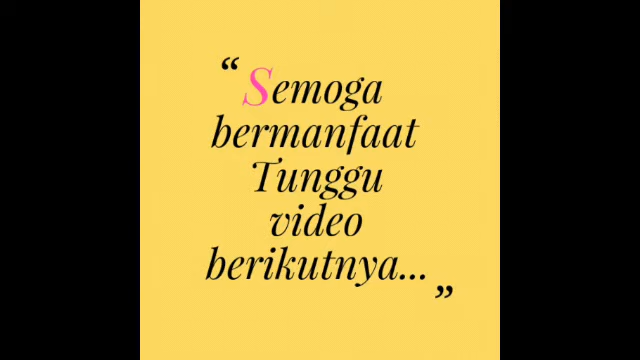 “ Semoga
bermanfaat
Tunggu
video
berikutnya... ”